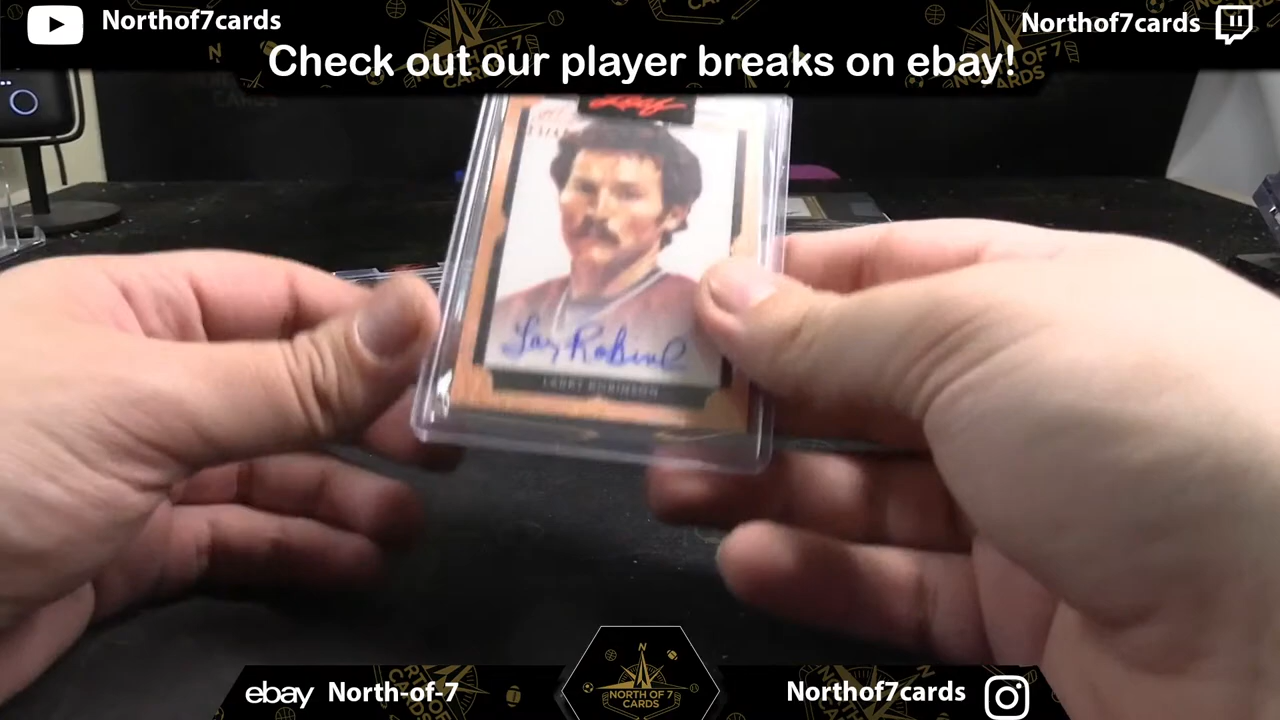 Northof7cards
Northof7cards
Check out our player breaks on ebay!
Leaf
LARRY ROBINSON
ebay North-of-7
N
NORTH OF 7
CARDS
Northof7cards